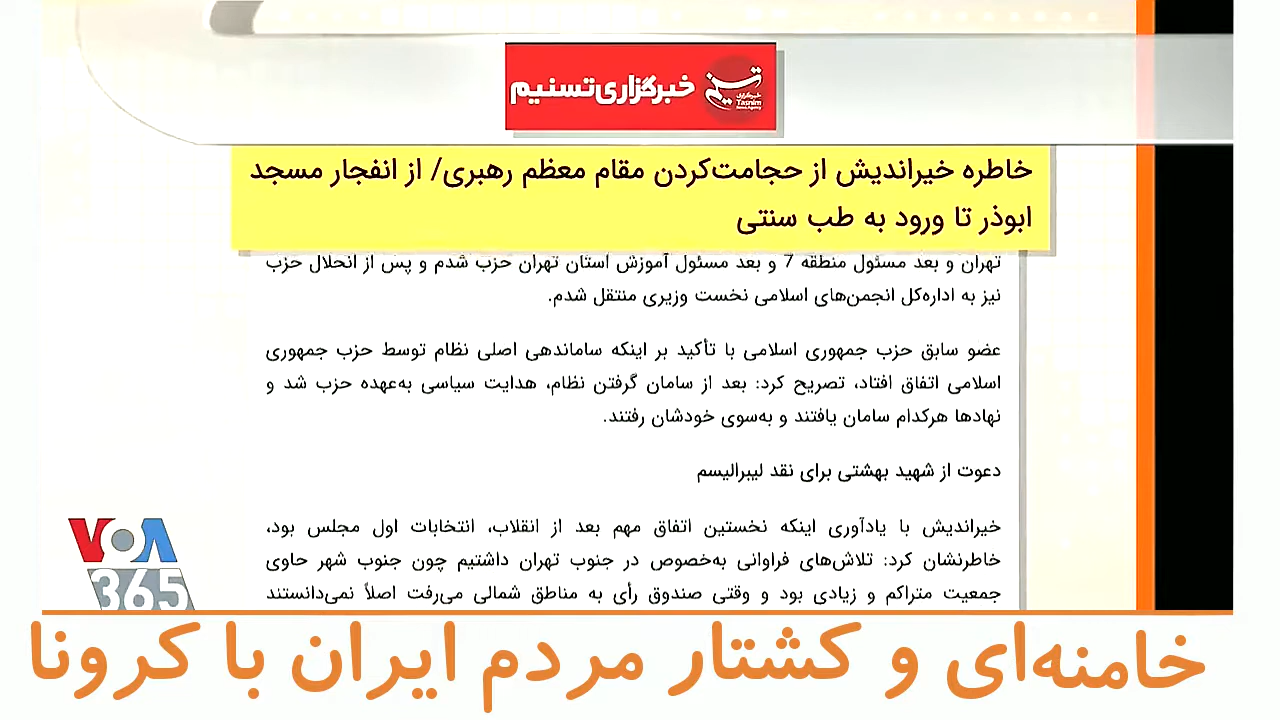 خبرگزاری تسنیم
تسنیم
خبرگزاری
Tasnim
News Agency
خاطره خیراندیش از حجامت‌کردن مقام معظم رهبری/ از انفجار مسجد
ابوذر تا ورود به طب سنتی
تهران و بعد مسئول منطقه 7 و بعد مسئول آموزش استان تهران حزب شدم و پس از انحلال حزب
نیز به اداره‌کل انجمن‌های اسلامی نخست وزیری منتقل شدم.
عضو سابق حزب جمهوری اسلامی با تأکید بر اینکه ساماندهی اصلی نظام توسط حزب جمهوری
اسلامی اتفاق افتاد، تصریح کرد: بعد از سامان گرفتن نظام، هدایت سیاسی به‌عهده حزب شد و
نهادها هرکدام سامان یافتند و به‌سوی خودشان رفتند.
دعوت از شهید بهشتی برای نقد لیبرالیسم
خیراندیش با یادآوری اینکه نخستین اتفاق مهم بعد از انقلاب، انتخابات اول مجلس بود،
خاطرنشان کرد: تلاش‌های فراوانی به‌خصوص در جنوب تهران داشتیم چون جنوب شهر حاوی
جمعیت متراکم و زیادی بود و وقتی صندوق رأی به مناطق شمالی می‌رفت اصلاً نمی‌دانستند
VOA
365
خامنه‌ای و کشتار مردم ایران با کرونا